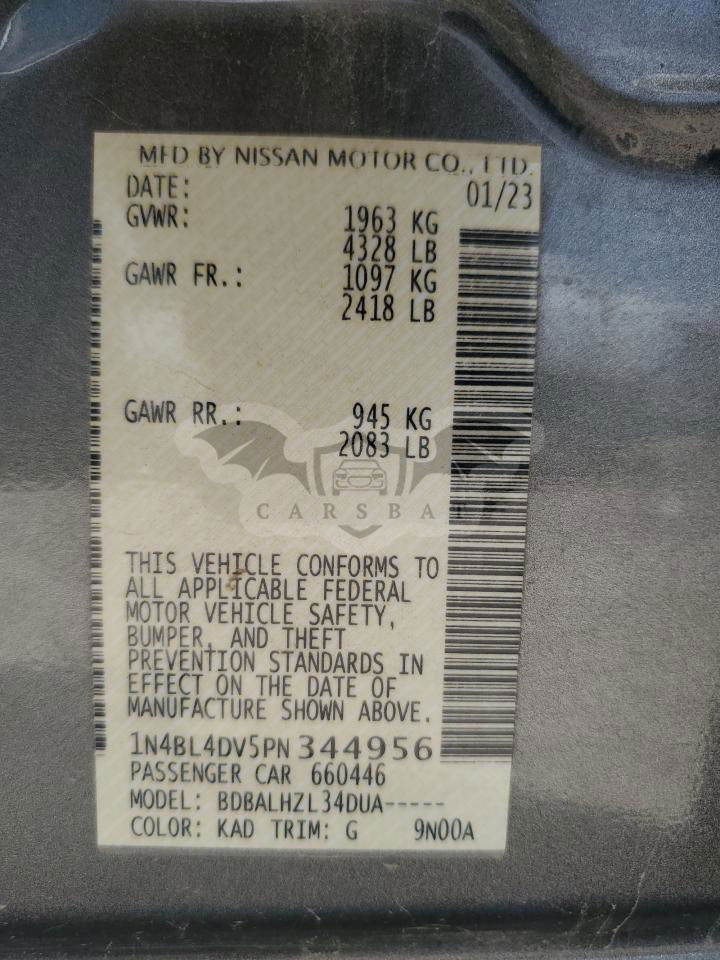 MFD BY NISSAN MOTOR CO., LTD.
DATE: 01/23
GVWR: 1963 KG
4328 LB
GAWR FR.: 1097 KG
2418 LB
GAWR RR.: 945 KG
2083 LB
CARSBAT
THIS VEHICLE CONFORMS TO
ALL APPLICABLE FEDERAL
MOTOR VEHICLE SAFETY,
BUMPER, AND THEFT
PREVENTION STANDARDS IN
EFFECT ON THE DATE OF
MANUFACTURE SHOWN ABOVE.
1N4BL4DV5PN344956
PASSENGER CAR 660446
MODEL: BDBALHZL34DUA-----
COLOR: KAD TRIM: G 9N00A